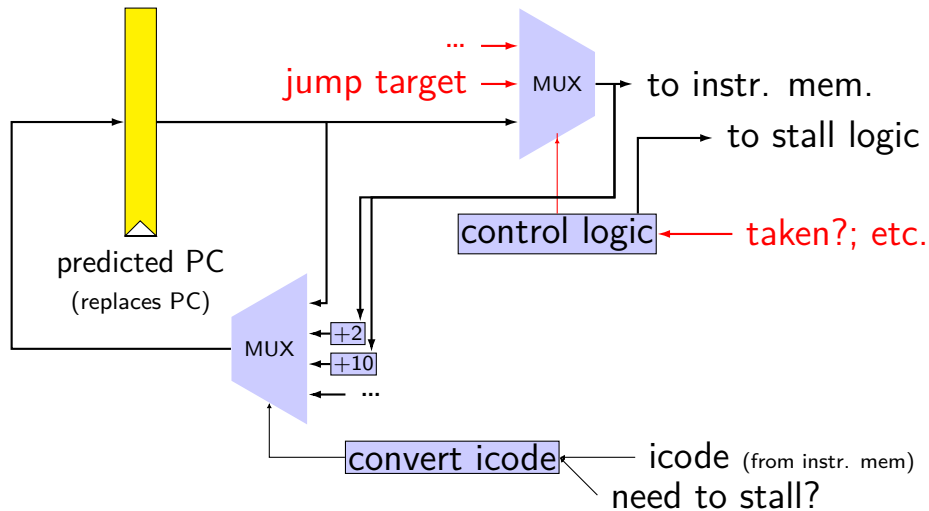 ...
jump target
MUX
to instr. mem.
to stall logic
control logic
taken?; etc.
predicted PC
(replaces PC)
MUX
+2
+10
...
convert icode
icode (from instr. mem)
need to stall?